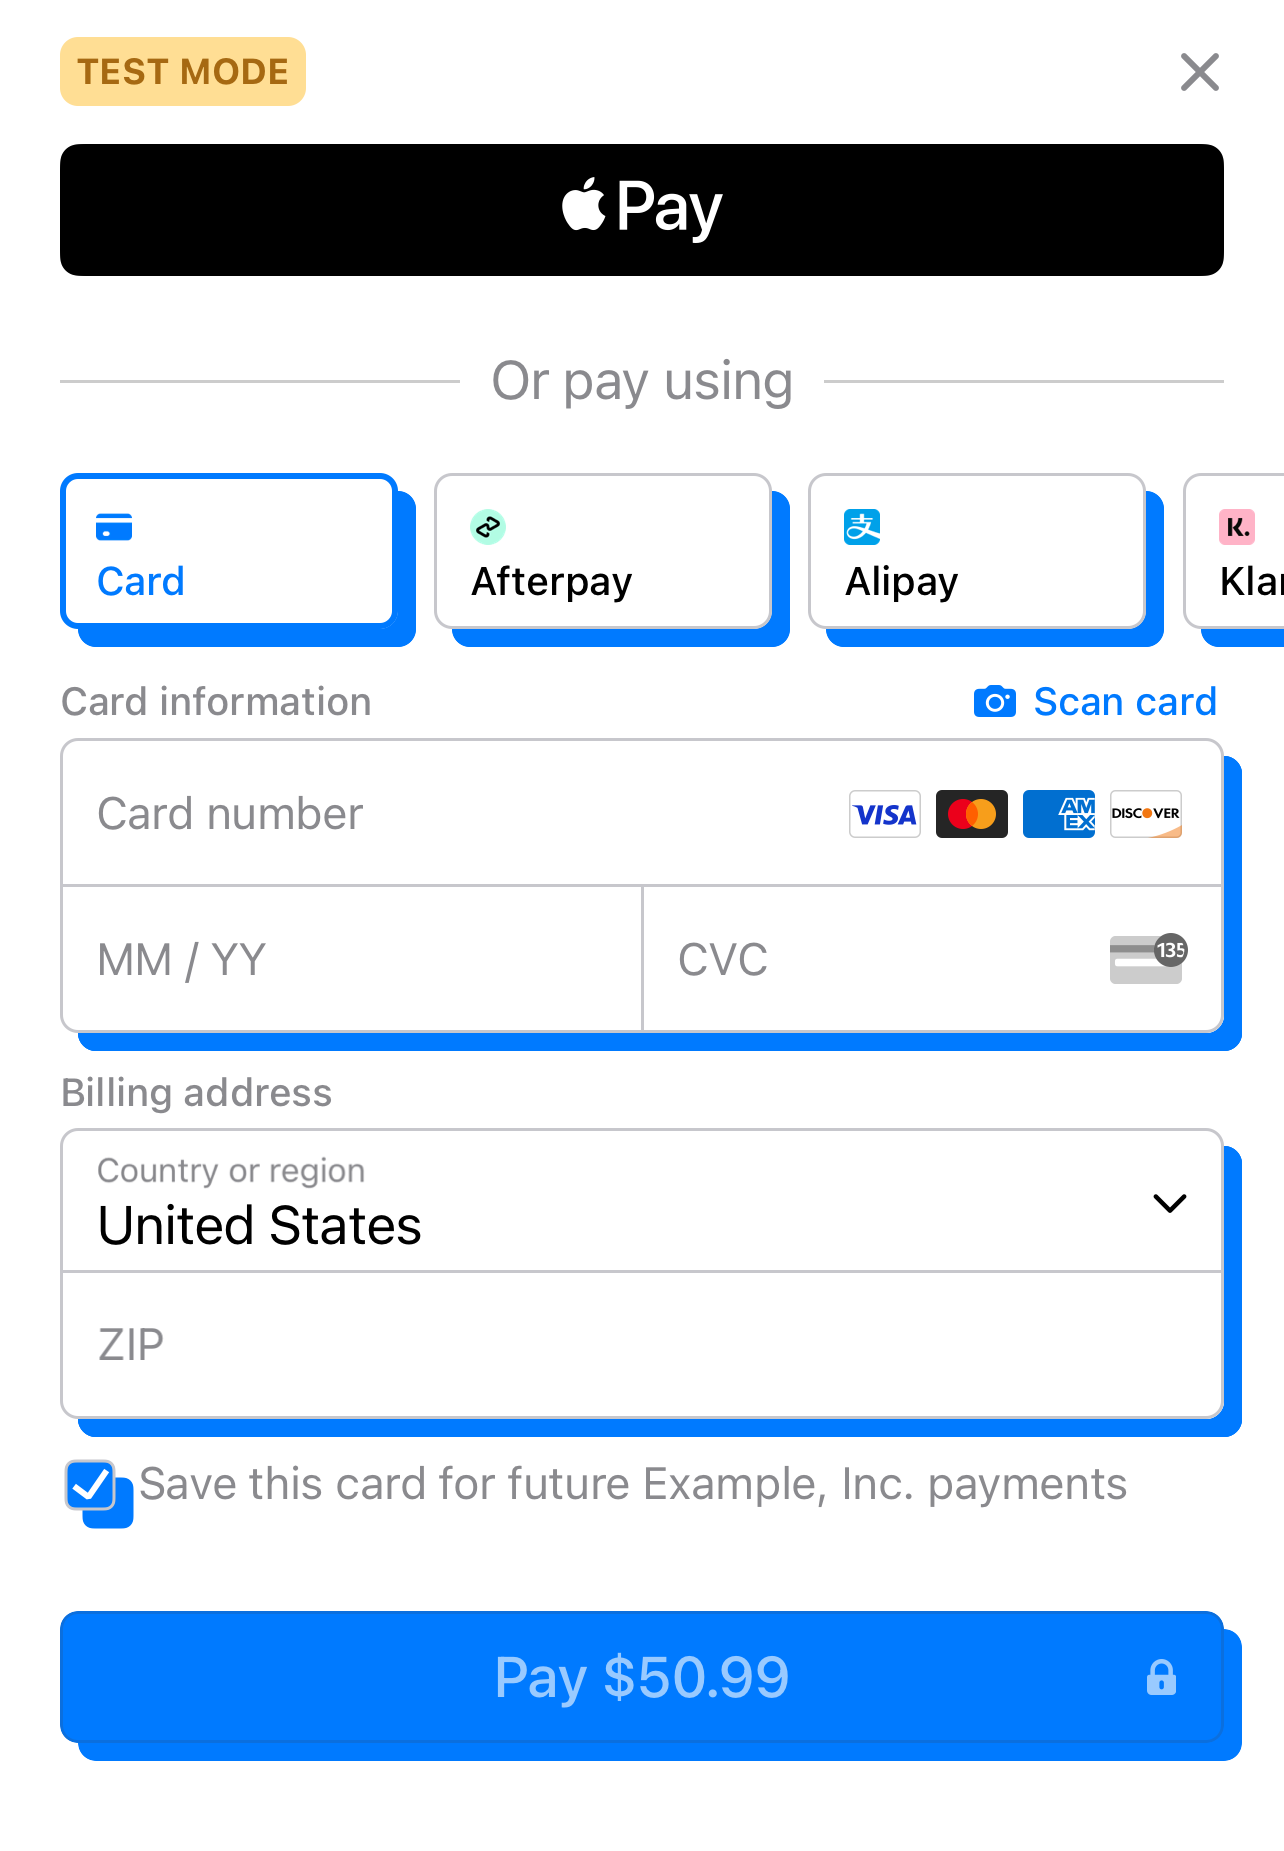 TEST MODE
Pay
Or pay using
Card
Afterpay
支
Alipay
K.
Klar
Card information
Scan card
Card number
VISA
AM
EX
DISCOVER
MM / YY
CVC
135
Billing address
Country or region
United States
ZIP
Save this card for future Example, Inc. payments
Pay $50.99